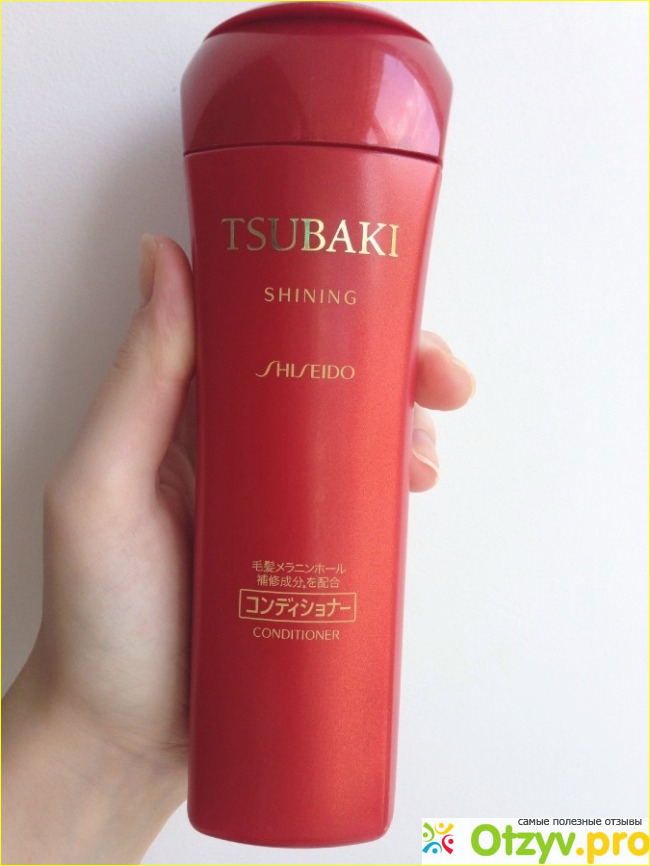 TSUBAKI
SHINING
SHISEIDO
毛髪メラニンホール
補修成分*を配合
コンディショナー
CONDITIONER
самые полезные отзывы
Otzyv.pro